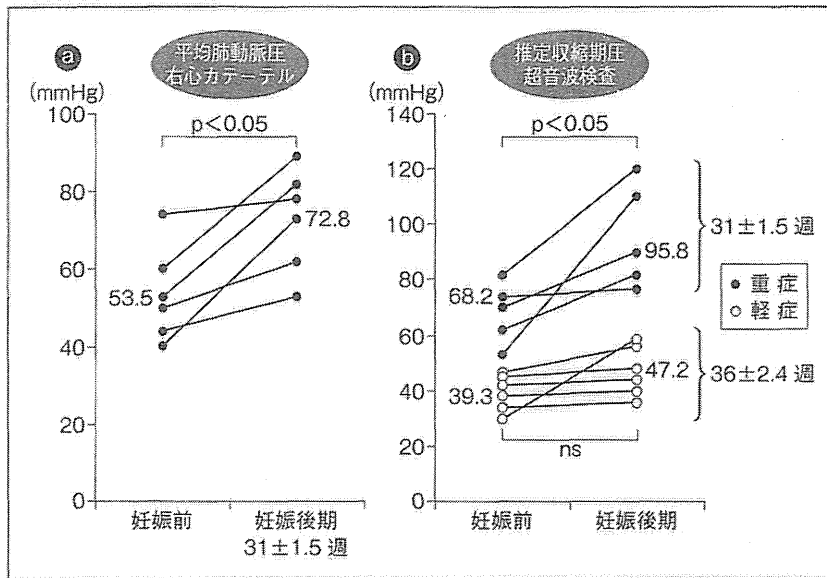 a
平均肺動脈圧
右心カテーテル
(mmHg)
100
80
60
40
20
0
p<0.05
53.5
72.8
妊娠前
妊娠後期
31±1.5 週
b
推定収縮期圧
超音波検査
(mmHg)
140
120
100
80
60
40
20
0
p<0.05
68.2
95.8
39.3
47.2
ns
31±1.5 週
36±2.4 週
重症
軽症
妊娠前
妊娠後期